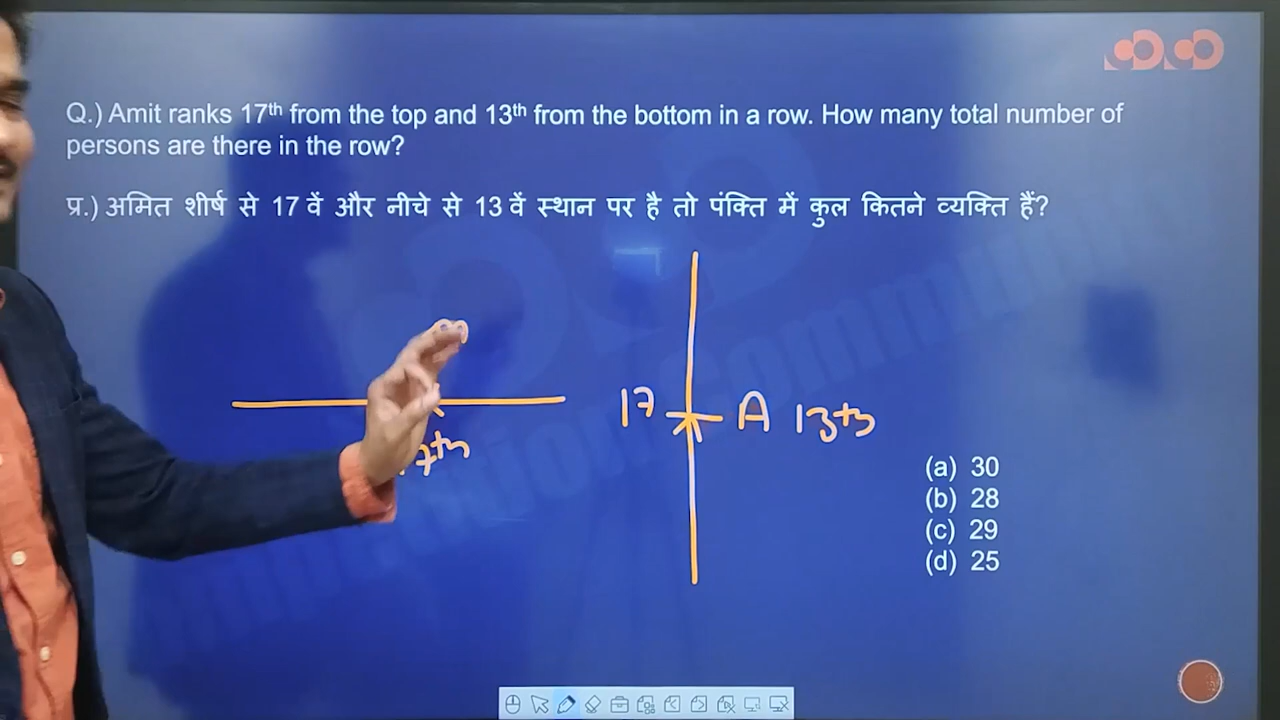 Q.) Amit ranks 17th from the top and 13th from the bottom in a row. How many total number of
persons are there in the row?
प्र.) अमित शीर्ष से 17 वें और नीचे से 13 वें स्थान पर है तो पंक्ति में कुल कितने व्यक्ति हैं?
17 A 13th
7th
(a) 30
(b) 28
(c) 29
(d) 25